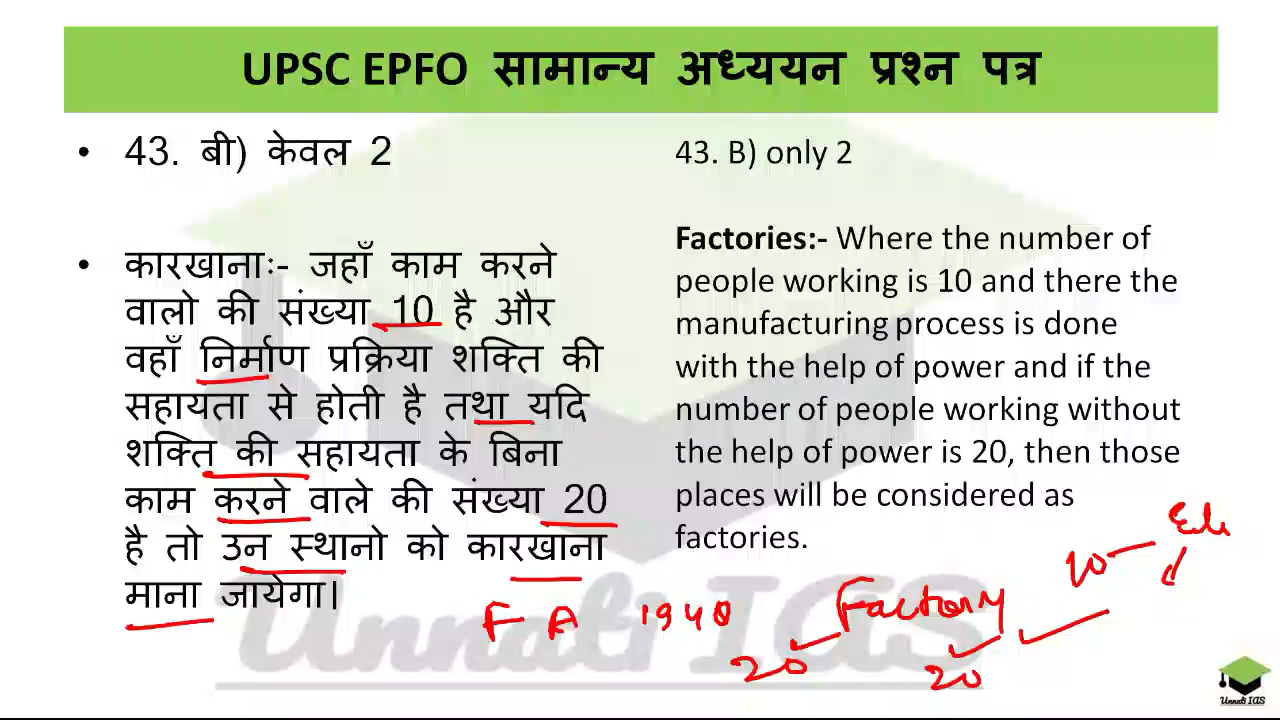 UPSC EPFO सामान्य अध्ययन प्रश्न पत्र
• 43. बी) केवल 2
• कारखानाः- जहाँ काम करने
वालो की संख्या 10 है और
वहाँ निर्माण प्रक्रिया शक्ति की
सहायता से होती है तथा यदि
शक्ति की सहायता के बिना
काम करने वाले की संख्या 20
है तो उन स्थानो को कारखाना
माना जायेगा।
43. B) only 2
Factories:- Where the number of
people working is 10 and there the
manufacturing process is done
with the help of power and if the
number of people working without
the help of power is 20, then those
places will be considered as
factories.
10
F A 1948 Factory
20 20
Unnati IAS
Unnati IAS